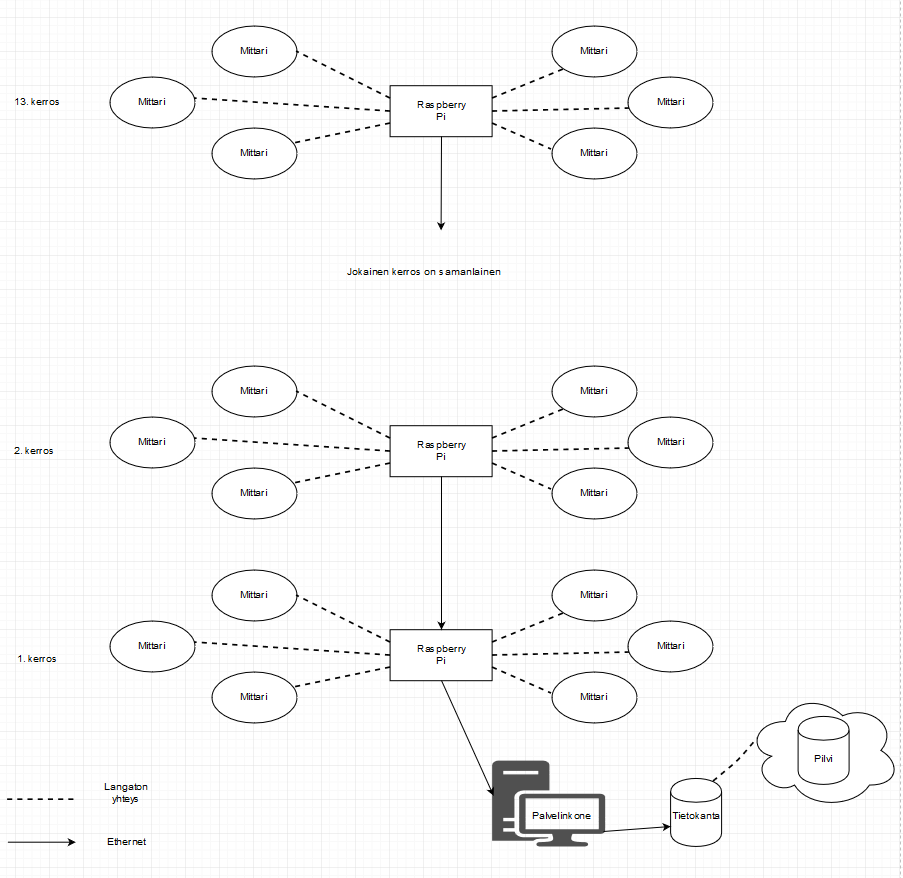 Mittari
Mittari
13. kerros
Mittari
Raspberry
Pi
Mittari
Mittari
Mittari
Jokainen kerros on samanlainen
Mittari
Mittari
2. kerros
Mittari
Raspberry
Pi
Mittari
Mittari
Mittari
Mittari
Mittari
1. kerros
Mittari
Raspberry
Pi
Mittari
Mittari
Mittari
Pilvi
Langaton
yhteys
Palvelinkone
Tietokanta
Ethernet